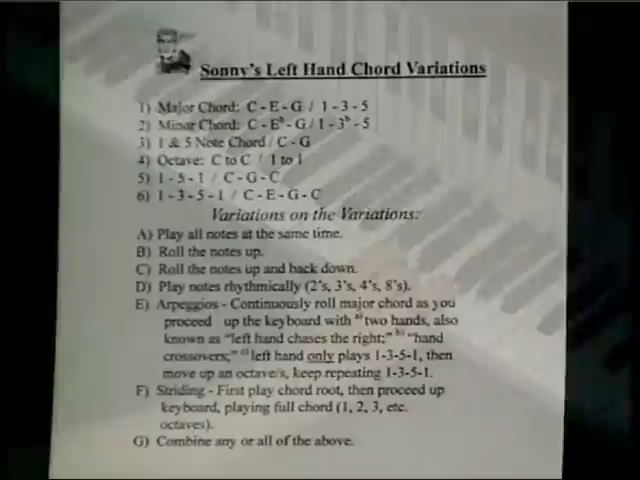 Sonny's Left Hand Chord Variations
1) Major Chord: C - E - G / 1 - 3 - 5
2) Minor Chord: C - Eb - G / 1 - 3b - 5
3) 1 & 5 Note Chord / C - G
4) Octave: C to C / 1 to 1
5) 1 - 5 - 1 / C - G - C
6) 1 - 3 - 5 - 1 / C - E - G - C
Variations on the Variations:
A) Play all notes at the same time.
B) Roll the notes up.
C) Roll the notes up and back down.
D) Play notes rhythmically (2's, 3's, 4's, 8's).
E) Arpeggios - Continuously roll major chord as you
proceed up the keyboard with a) two hands, also
known as "left hand chases the right;" b) "hand
crossovers;" c) left hand only plays 1-3-5-1, then
move up an octave/s, keep repeating 1-3-5-1.
F) Striding - First play chord root, then proceed up
keyboard, playing full chord (1, 2, 3, etc.
octaves).
G) Combine any or all of the above.